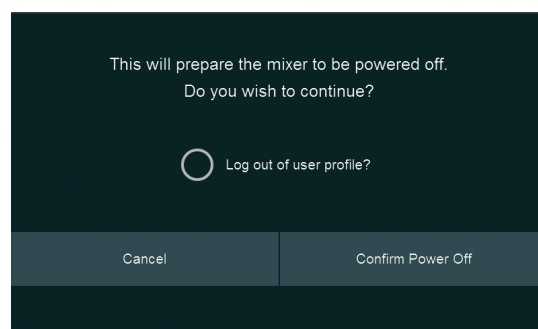 This will prepare the mixer to be powered off.
Do you wish to continue?
Log out of user profile?
Cancel
Confirm Power Off